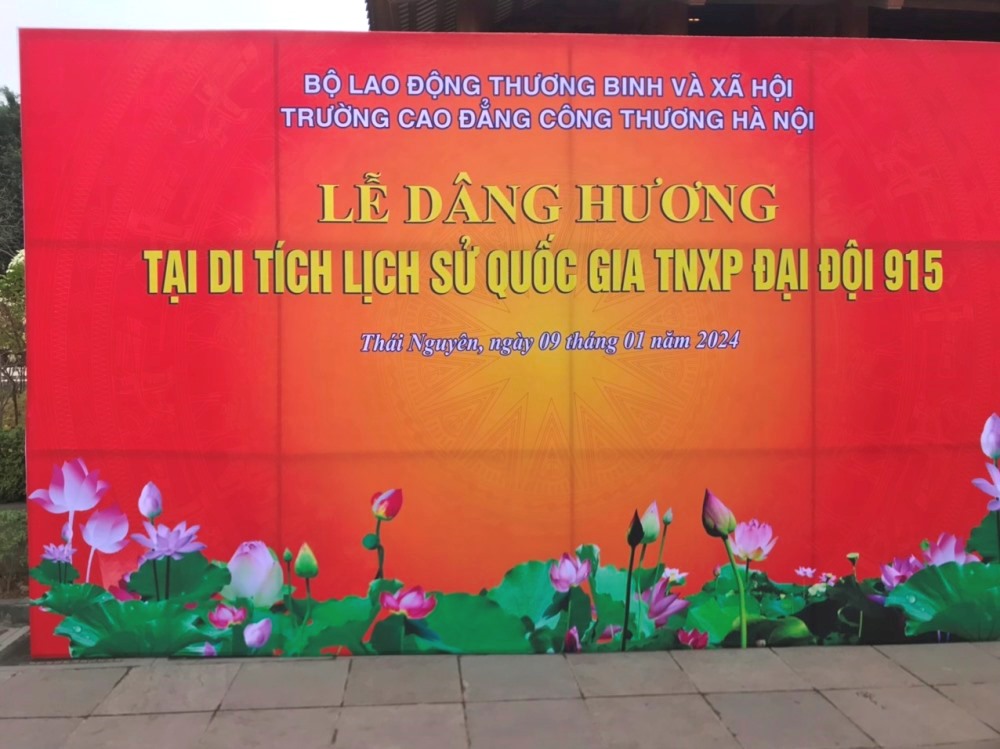 BỘ LAO ĐỘNG THƯƠNG BINH VÀ XÃ HỘI
TRƯỜNG CAO ĐẲNG CÔNG THƯƠNG HÀ NỘI
LỄ DÂNG HƯƠNG
TẠI DI TÍCH LỊCH SỬ QUỐC GIA TNXP ĐẠI ĐỘI 915
Thái Nguyên, ngày 09 tháng 01 năm 2024